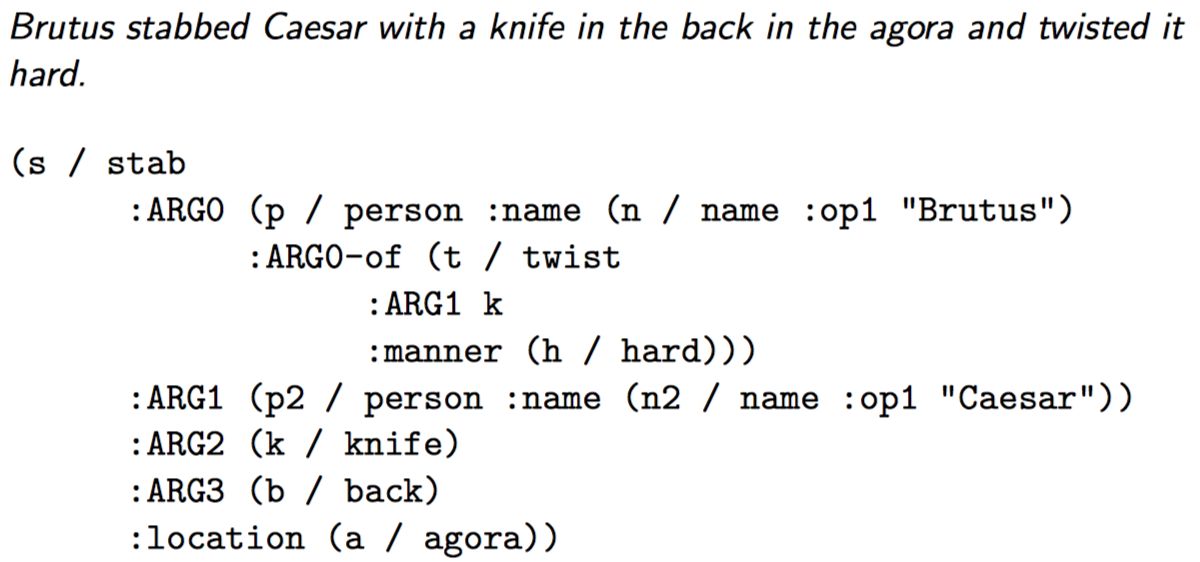 Brutus stabbed Caesar with a knife in the back in the agora and twisted it
hard.
(s / stab
:ARG0 (p / person :name (n / name :op1 "Brutus")
:ARG0-of (t / twist
:ARG1 k
:manner (h / hard)))
:ARG1 (p2 / person :name (n2 / name :op1 "Caesar"))
:ARG2 (k / knife)
:ARG3 (b / back)
:location (a / agora))